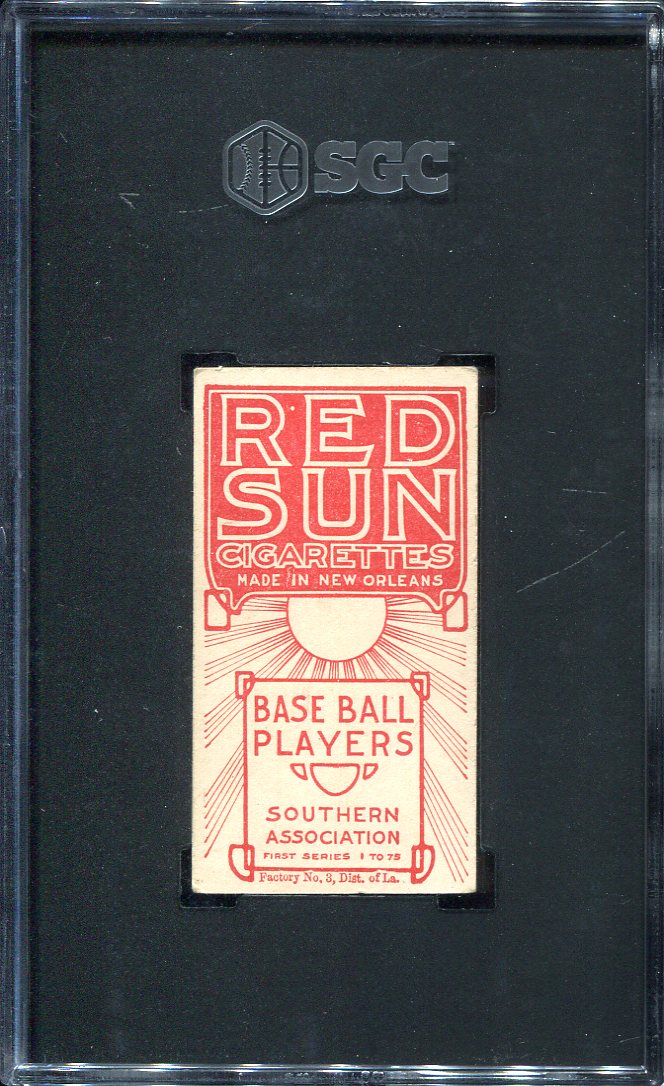 SGC
RED
SUN
CIGARETTES
MADE IN NEW ORLEANS
BASE BALL
PLAYERS
SOUTHERN
ASSOCIATION
FIRST SERIES 1 TO 75
Factory No. 3, Dist. of La.